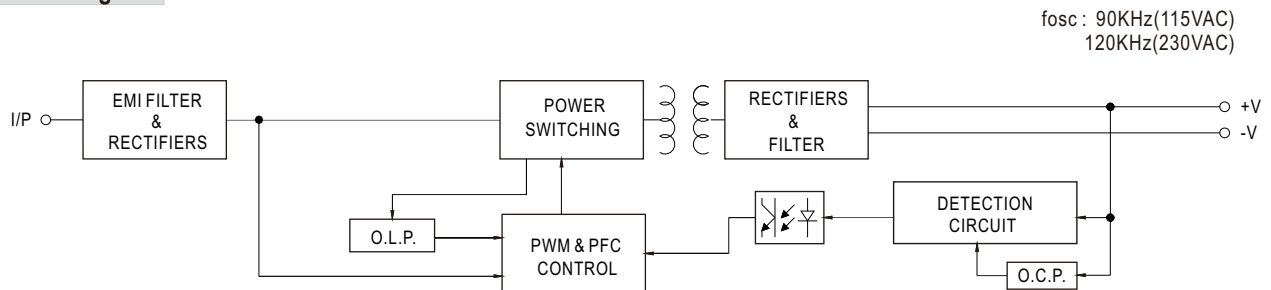 fosc : 90KHz(115VAC)
120KHz(230VAC)
I/P
EMI FILTER
&
RECTIFIERS
POWER
SWITCHING
RECTIFIERS
&
FILTER
+V
-V
O.L.P.
PWM & PFC
CONTROL
DETECTION
CIRCUIT
O.C.P.